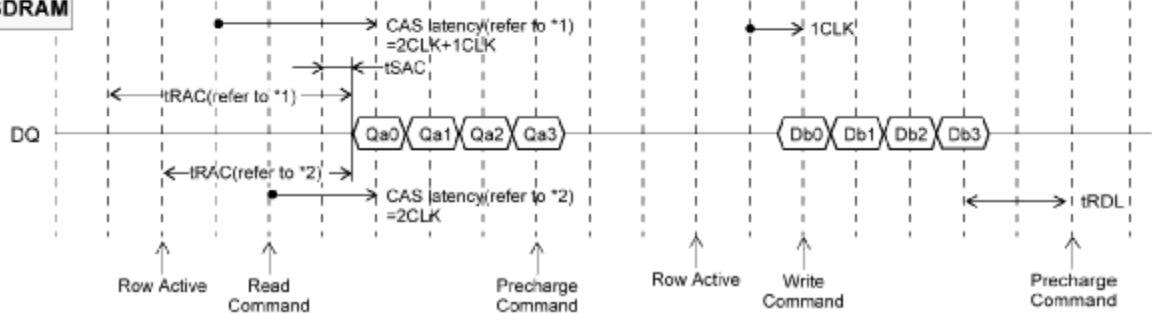 SDRAM
CAS latency(refer to *1)
=2CLK+1CLK
1CLK
tSAC
tRAC(refer to *1)
DQ
Qa0 Qa1 Qa2 Qa3
Db0 Db1 Db2 Db3
tRAC(refer to *2)
CAS latency(refer to *2)
=2CLK
tRDL
Row Active
Read
Command
Precharge
Command
Row Active
Write
Command
Precharge
Command